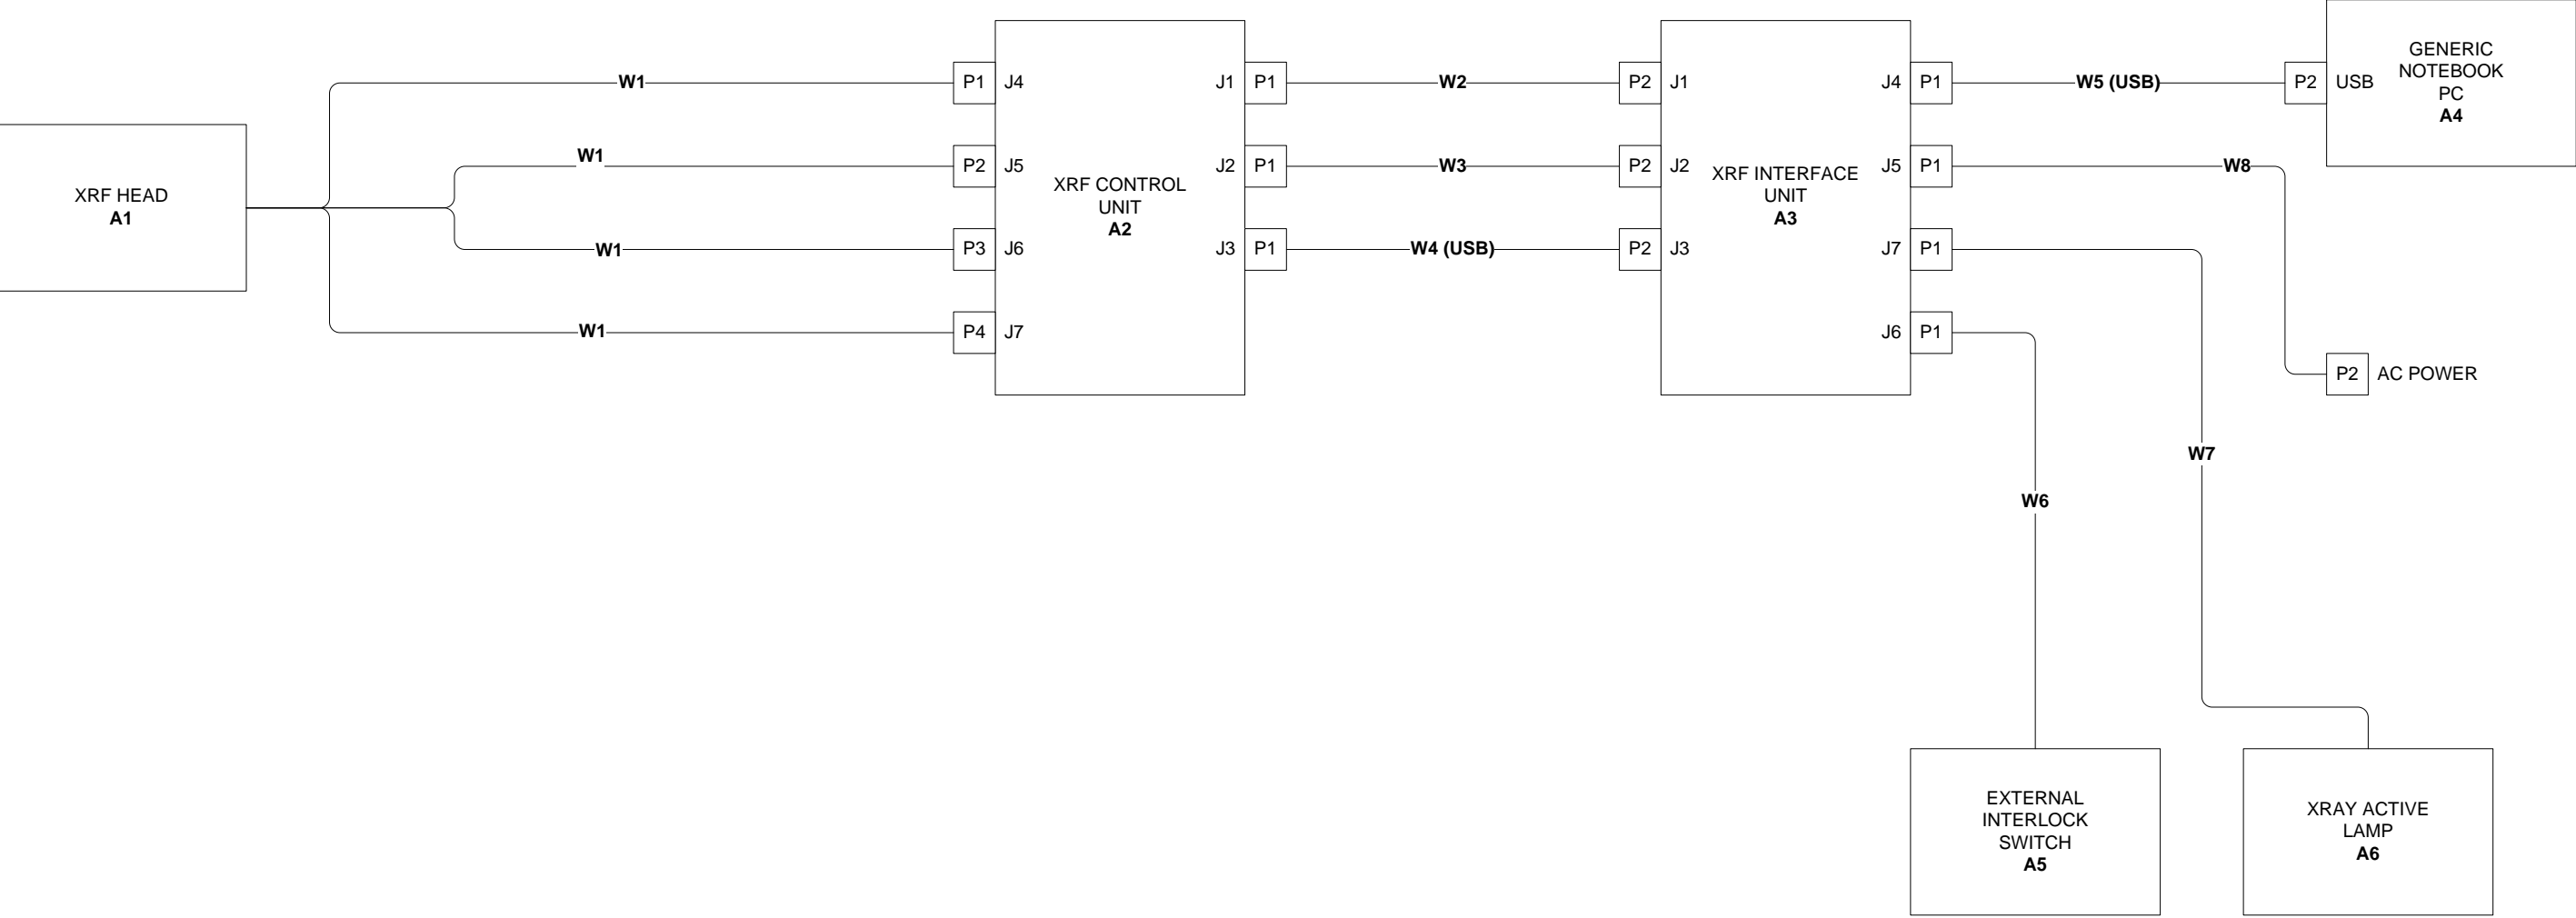 XRF HEAD
A1
W1
W1
W1
W1
P1 J4
P2 J5
P3 J6
P4 J7
XRF CONTROL
UNIT
A2
J1 P1
J2 P1
J3 P1
W2
W3
W4 (USB)
P2 J1
P2 J2
P2 J3
XRF INTERFACE
UNIT
A3
J4 P1
J5 P1
J7 P1
J6 P1
W5 (USB)
W8
W7
W6
P2 USB
GENERIC
NOTEBOOK
PC
A4
P2 AC POWER
EXTERNAL
INTERLOCK
SWITCH
A5
XRAY ACTIVE
LAMP
A6